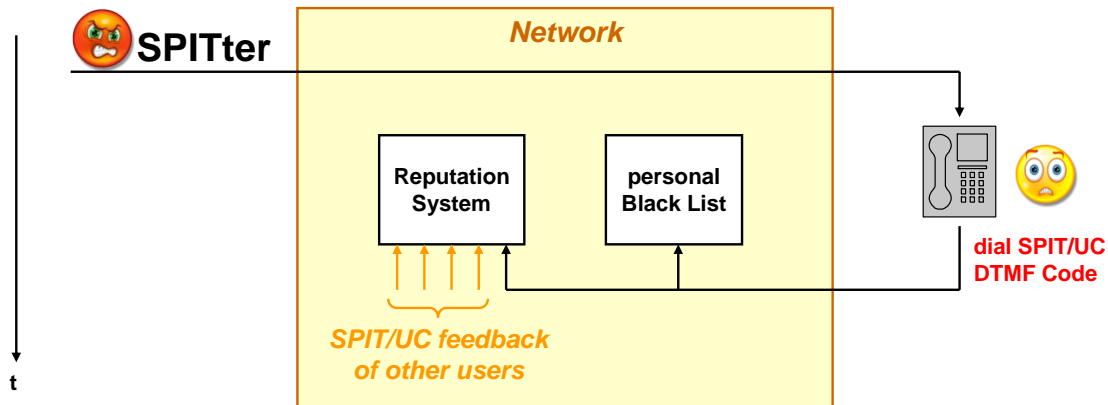 SPITter
Network
Reputation
System
personal
Black List
dial SPIT/UC
DTMF Code
SPIT/UC feedback
of other users
t